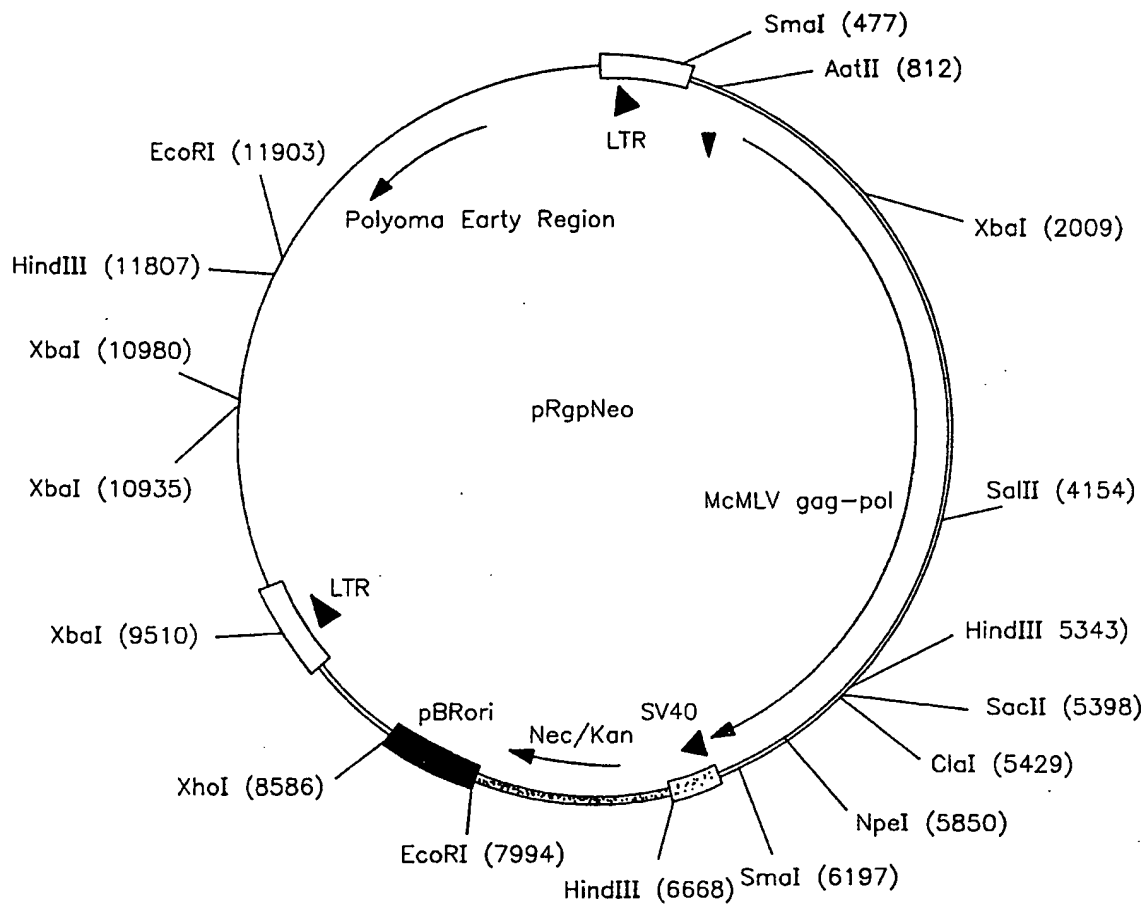 SmaI (477)
AatII (812)
LTR
EcoRI (11903)
Polyoma Earty Region
XbaI (2009)
HindIII (11807)
XbaI (10980)
pRgpNeo
XbaI (10935)
McMLV gag-pol
SalII (4154)
LTR
XbaI (9510)
HindIII 5343)
SacII (5398)
pBRori
SV40
Nec/Kan
ClaI (5429)
XhoI (8586)
NpeI (5850)
EcoRI (7994)
HindIII (6668)
SmaI (6197)